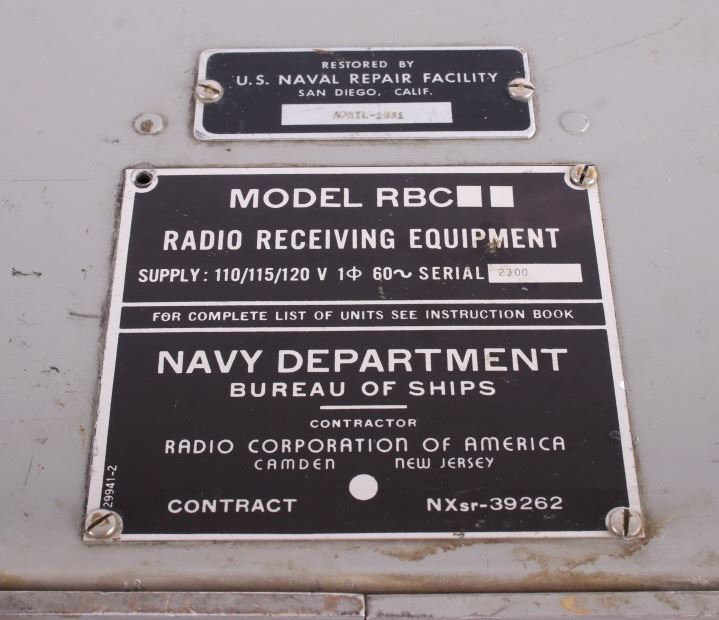 RESTORED BY
U.S. NAVAL REPAIR FACILITY
SAN DIEGO, CALIF.
MODEL RBC
RADIO RECEIVING EQUIPMENT
SUPPLY: 110/115/120 V 1Φ 60~ SERIAL 2300
FOR COMPLETE LIST OF UNITS SEE INSTRUCTION BOOK
NAVY DEPARTMENT
BUREAU OF SHIPS
CONTRACTOR
RADIO CORPORATION OF AMERICA
CAMDEN NEW JERSEY
CONTRACT NXsr-39262
29941-2